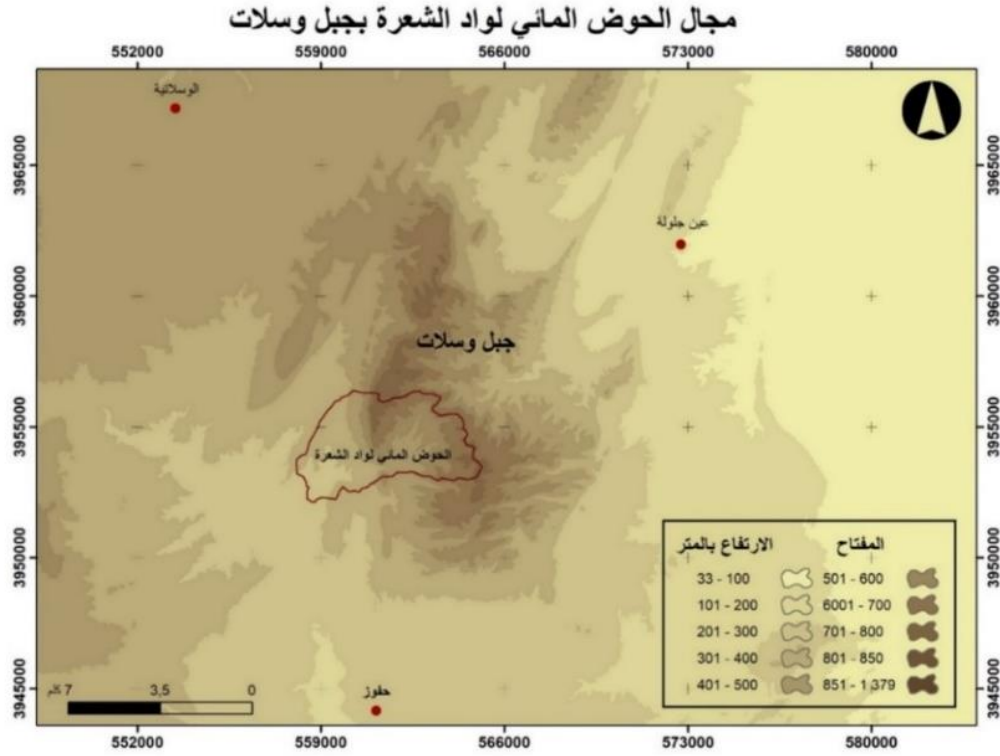 مجال الحوض المائي لواد الشعرة بجبل وسلات
552000 559000 566000 573000 580000
الوسلاتية
3965000 3965000
عين جلولة
3960000 3960000
جبل وسلات
3955000 3955000
الحوض المائي لواد الشعرة
3950000 3950000
المفتاح الارتفاع بالمتر
33 - 100 501 - 600
101 - 200 6001 - 700
201 - 300 701 - 800
301 - 400 801 - 850
401 - 500 851 - 1 379
3945000 3945000
حفوز
7 كلم 3,5 0
552000 559000 566000 573000 580000